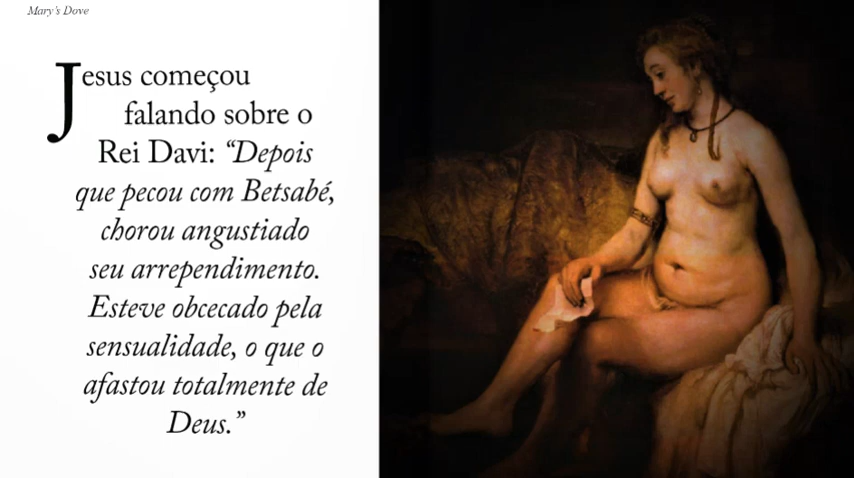 Mary's Dove
Jesus começou
falando sobre o
Rei Davi: “Depois
que pecou com Betsabé,
chorou angustiado
seu arrependimento.
Esteve obcecado pela
sensualidade, o que o
afastou totalmente de
Deus.”